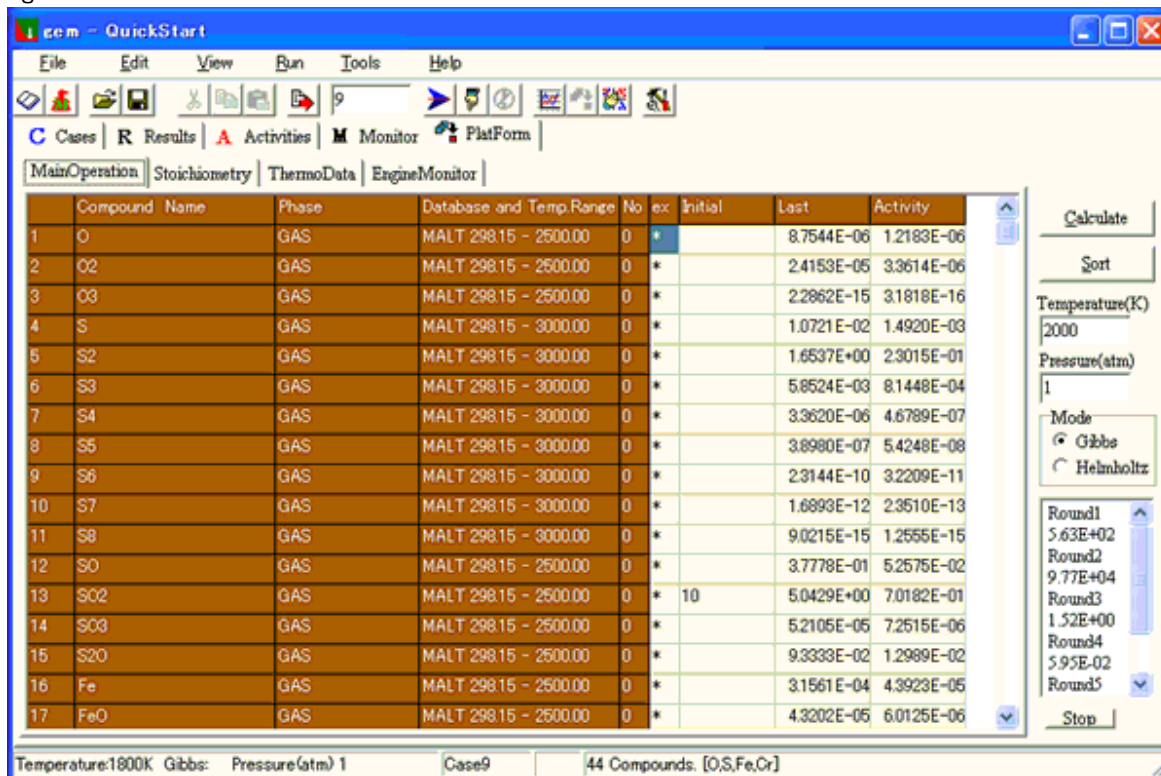 gem - QuickStart
File Edit View Run Tools Help
9
C Cases R Results A Activities M Monitor PlatForm
MainOperation Stoichiometry ThermoData EngineMonitor
Compound Name Phase Database and Temp.Range No ex Initial Last Activity
1 O GAS MALT 298.15 - 2500.00 0 * 8.7544E-06 1.2183E-06
2 O2 GAS MALT 298.15 - 2500.00 0 * 2.4153E-05 3.3614E-06
3 O3 GAS MALT 298.15 - 2500.00 0 * 2.2862E-15 3.1818E-16
4 S GAS MALT 298.15 - 3000.00 0 * 1.0721E-02 1.4920E-03
5 S2 GAS MALT 298.15 - 3000.00 0 * 1.6537E+00 2.3015E-01
6 S3 GAS MALT 298.15 - 3000.00 0 * 5.8524E-03 8.1448E-04
7 S4 GAS MALT 298.15 - 3000.00 0 * 3.3620E-06 4.6789E-07
8 S5 GAS MALT 298.15 - 3000.00 0 * 3.8980E-07 5.4248E-08
9 S6 GAS MALT 298.15 - 3000.00 0 * 2.3144E-10 3.2209E-11
10 S7 GAS MALT 298.15 - 3000.00 0 * 1.6893E-12 2.3510E-13
11 S8 GAS MALT 298.15 - 3000.00 0 * 9.0215E-15 1.2555E-15
12 SO GAS MALT 298.15 - 2500.00 0 * 3.7778E-01 5.2575E-02
13 SO2 GAS MALT 298.15 - 2500.00 0 * 10 5.0429E+00 7.0182E-01
14 SO3 GAS MALT 298.15 - 2500.00 0 * 5.2105E-05 7.2515E-06
15 S2O GAS MALT 298.15 - 2500.00 0 * 9.3333E-02 1.2989E-02
16 Fe GAS MALT 298.15 - 2500.00 0 * 3.1561E-04 4.3923E-05
17 FeO GAS MALT 298.15 - 2500.00 0 * 4.3202E-05 6.0125E-06
Calculate
Sort
Temperature(K)
2000
Pressure(atm)
1
Mode
Gibbs
Helmholtz
Round1
5.63E+02
Round2
9.77E+04
Round3
1.52E+00
Round4
5.95E-02
Round5
Stop
Temperature:1800K Gibbs: Pressure(atm) 1 Case9 44 Compounds. [O,S,Fe,Cr]